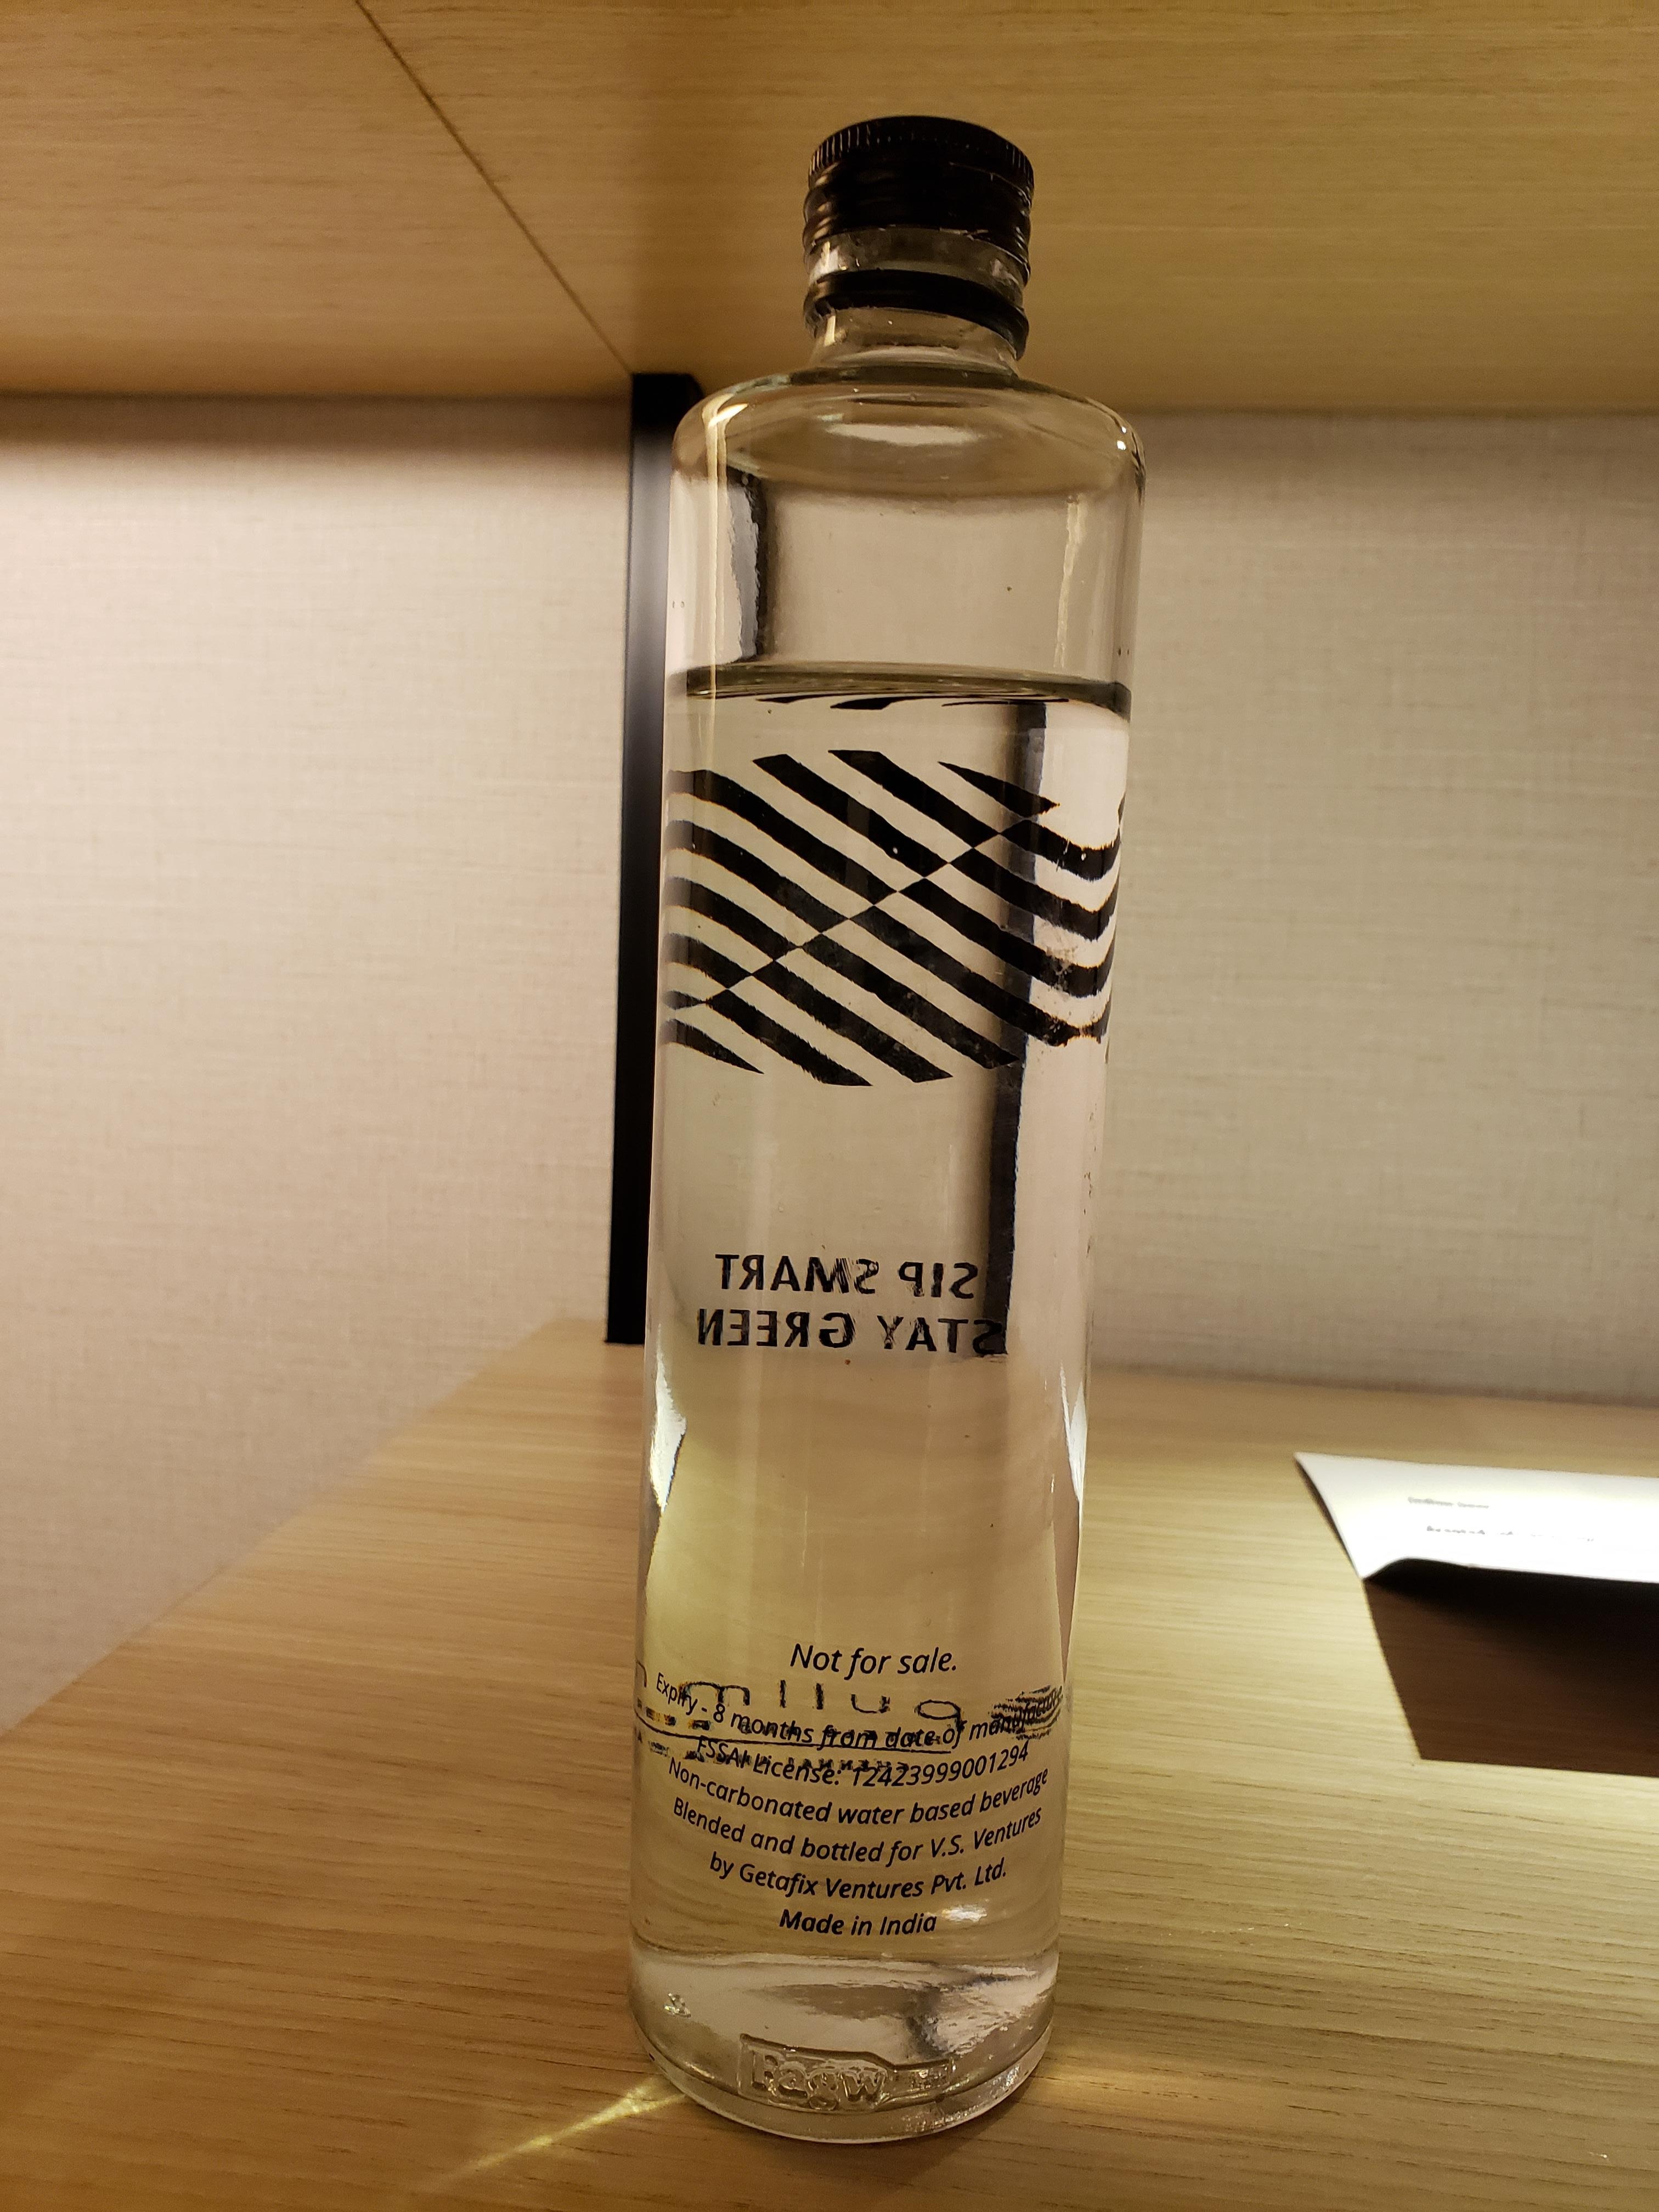 SIP SMART
STAY GREEN
Not for sale.
Expiry - 8 months from date of manufacture
FSSAI License: 12423999001294
Non-carbonated water based beverage
Blended and bottled for V.S. Ventures
by Getafix Ventures Pvt. Ltd.
Made in India